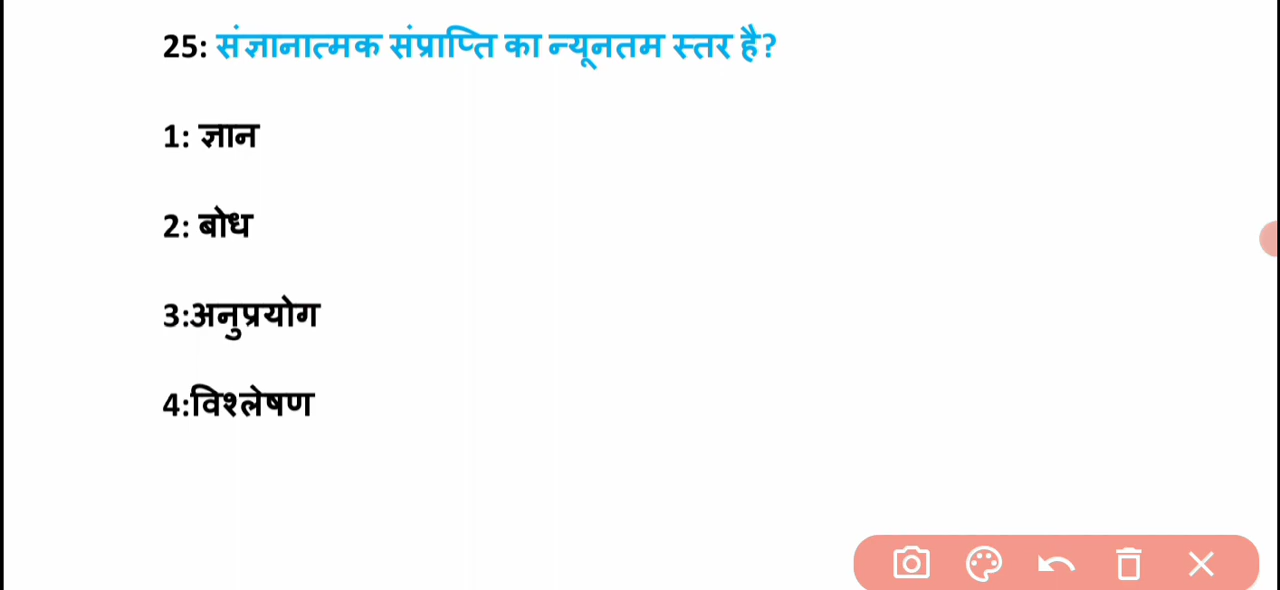 25: संज्ञानात्मक संप्राप्ति का न्यूनतम स्तर है?
1: ज्ञान
2: बोध
3:अनुप्रयोग
4:विश्लेषण